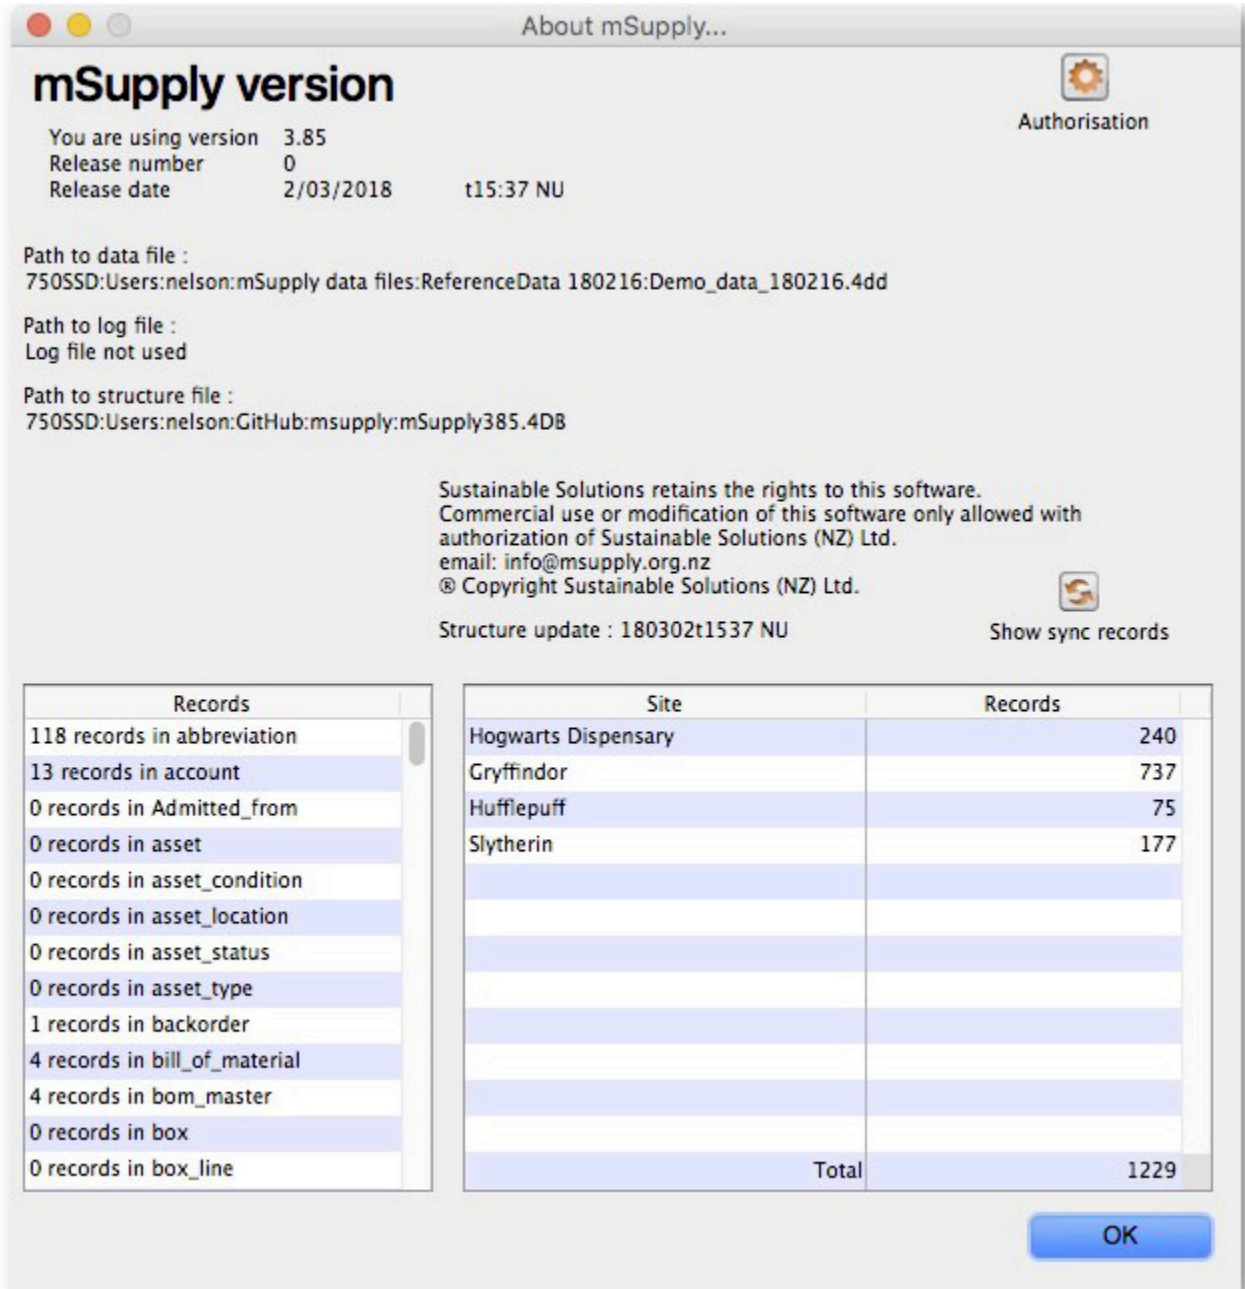 About mSupply...
mSupply version
Authorisation
You are using version 3.85
Release number 0
Release date 2/03/2018 t15:37 NU
Path to data file :
750SSD:Users:nelson:mSupply data files:ReferenceData 180216:Demo_data_180216.4dd
Path to log file :
Log file not used
Path to structure file :
750SSD:Users:nelson:GitHub:msupply:mSupply385.4DB
Sustainable Solutions retains the rights to this software.
Commercial use or modification of this software only allowed with
authorization of Sustainable Solutions (NZ) Ltd.
email: info@msupply.org.nz
® Copyright Sustainable Solutions (NZ) Ltd.
Structure update : 180302t1537 NU
Show sync records
Records
118 records in abbreviation
13 records in account
0 records in Admitted_from
0 records in asset
0 records in asset_condition
0 records in asset_location
0 records in asset_status
0 records in asset_type
1 records in backorder
4 records in bill_of_material
4 records in bom_master
0 records in box
0 records in box_line
Site Records
Hogwarts Dispensary 240
Gryffindor 737
Hufflepuff 75
Slytherin 177
Total 1229
OK